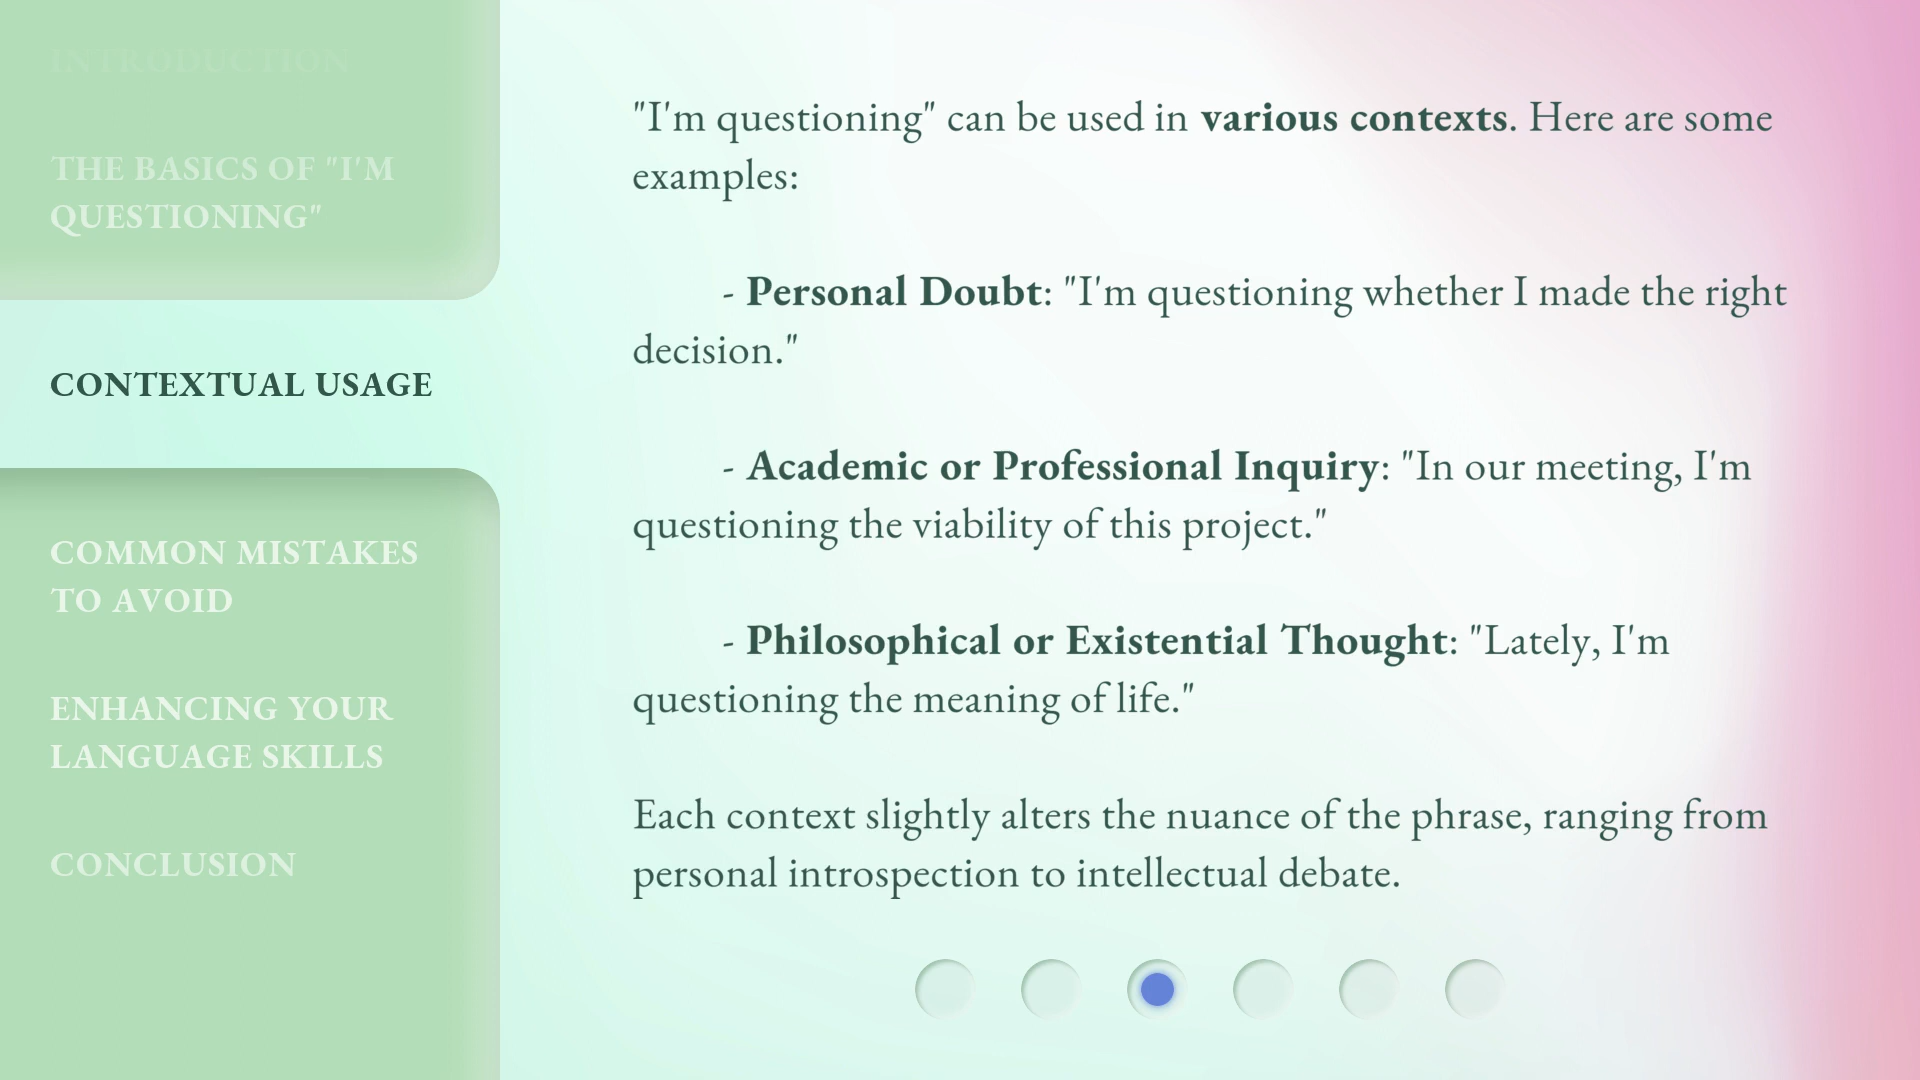 INTRODUCTION
THE BASICS OF "I'M
QUESTIONING"
CONTEXTUAL USAGE
COMMON MISTAKES
TO AVOID
ENHANCING YOUR
LANGUAGE SKILLS
CONCLUSION
"I'm questioning" can be used in various contexts. Here are some
examples:
- Personal Doubt: "I'm questioning whether I made the right
decision."
- Academic or Professional Inquiry: "In our meeting, I'm
questioning the viability of this project."
- Philosophical or Existential Thought: "Lately, I'm
questioning the meaning of life."
Each context slightly alters the nuance of the phrase, ranging from
personal introspection to intellectual debate.